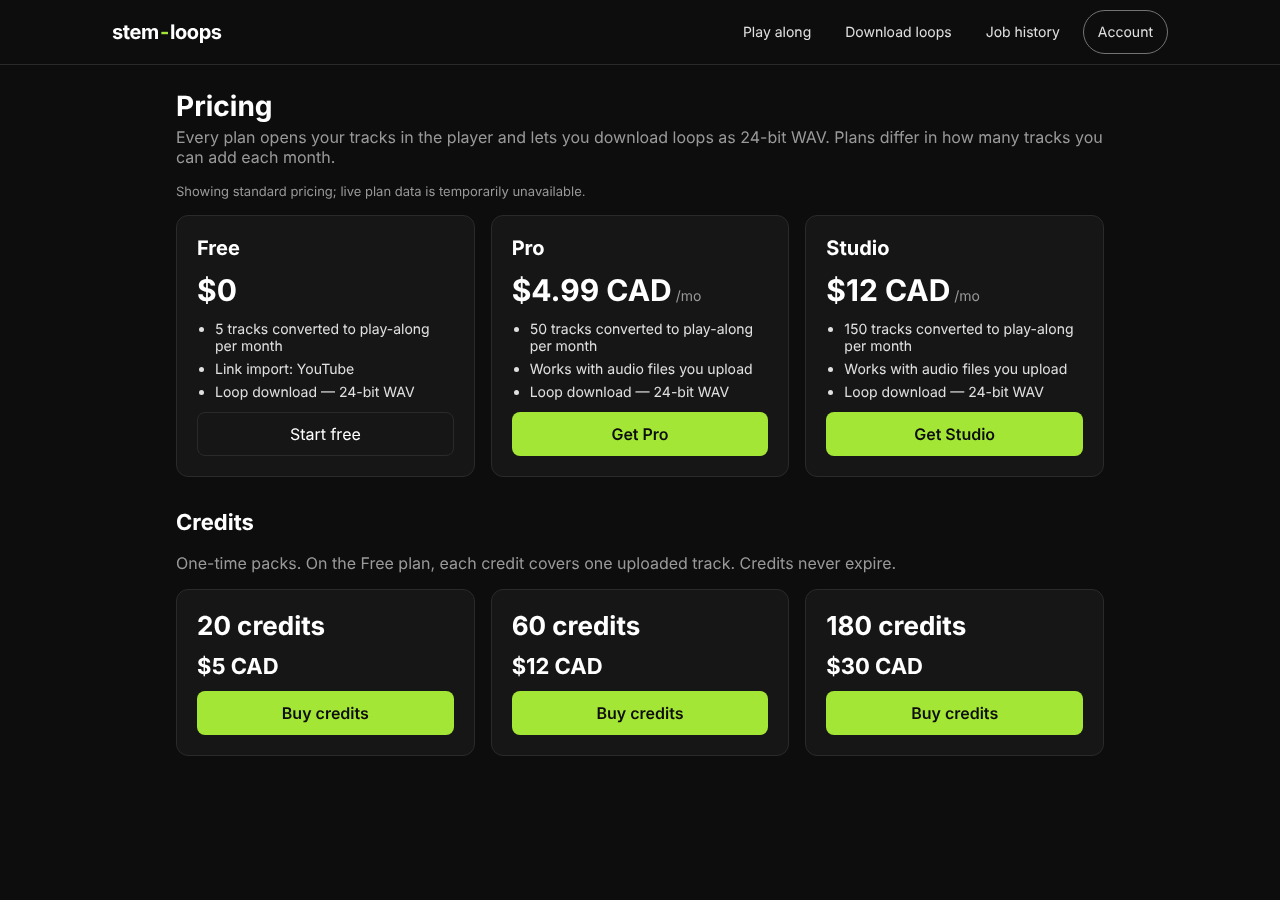 stem-loops
Play along
Download loops
Job history
Account
Pricing
Every plan opens your tracks in the player and lets you download loops as 24-bit WAV. Plans differ in how many tracks you
can add each month.
Showing standard pricing; live plan data is temporarily unavailable.
Free
$0
5 tracks converted to play-along
per month
Link import: YouTube
Loop download — 24-bit WAV
Start free
Pro
$4.99 CAD /mo
50 tracks converted to play-along
per month
Works with audio files you upload
Loop download — 24-bit WAV
Get Pro
Studio
$12 CAD /mo
150 tracks converted to play-along
per month
Works with audio files you upload
Loop download — 24-bit WAV
Get Studio
Credits
One-time packs. On the Free plan, each credit covers one uploaded track. Credits never expire.
20 credits
$5 CAD
Buy credits
60 credits
$12 CAD
Buy credits
180 credits
$30 CAD
Buy credits